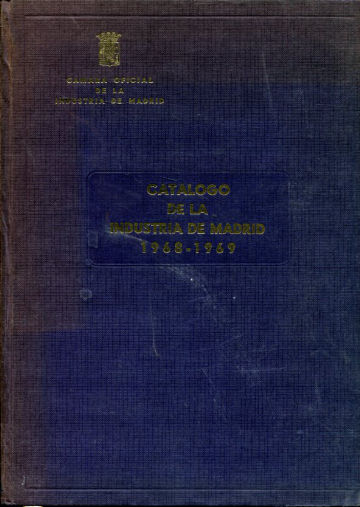 CAMARA OFICIAL
DE LA
INDUSTRIA DE MADRID
CATALOGO
DE LA
INDUSTRIA DE MADRID
1968-1969